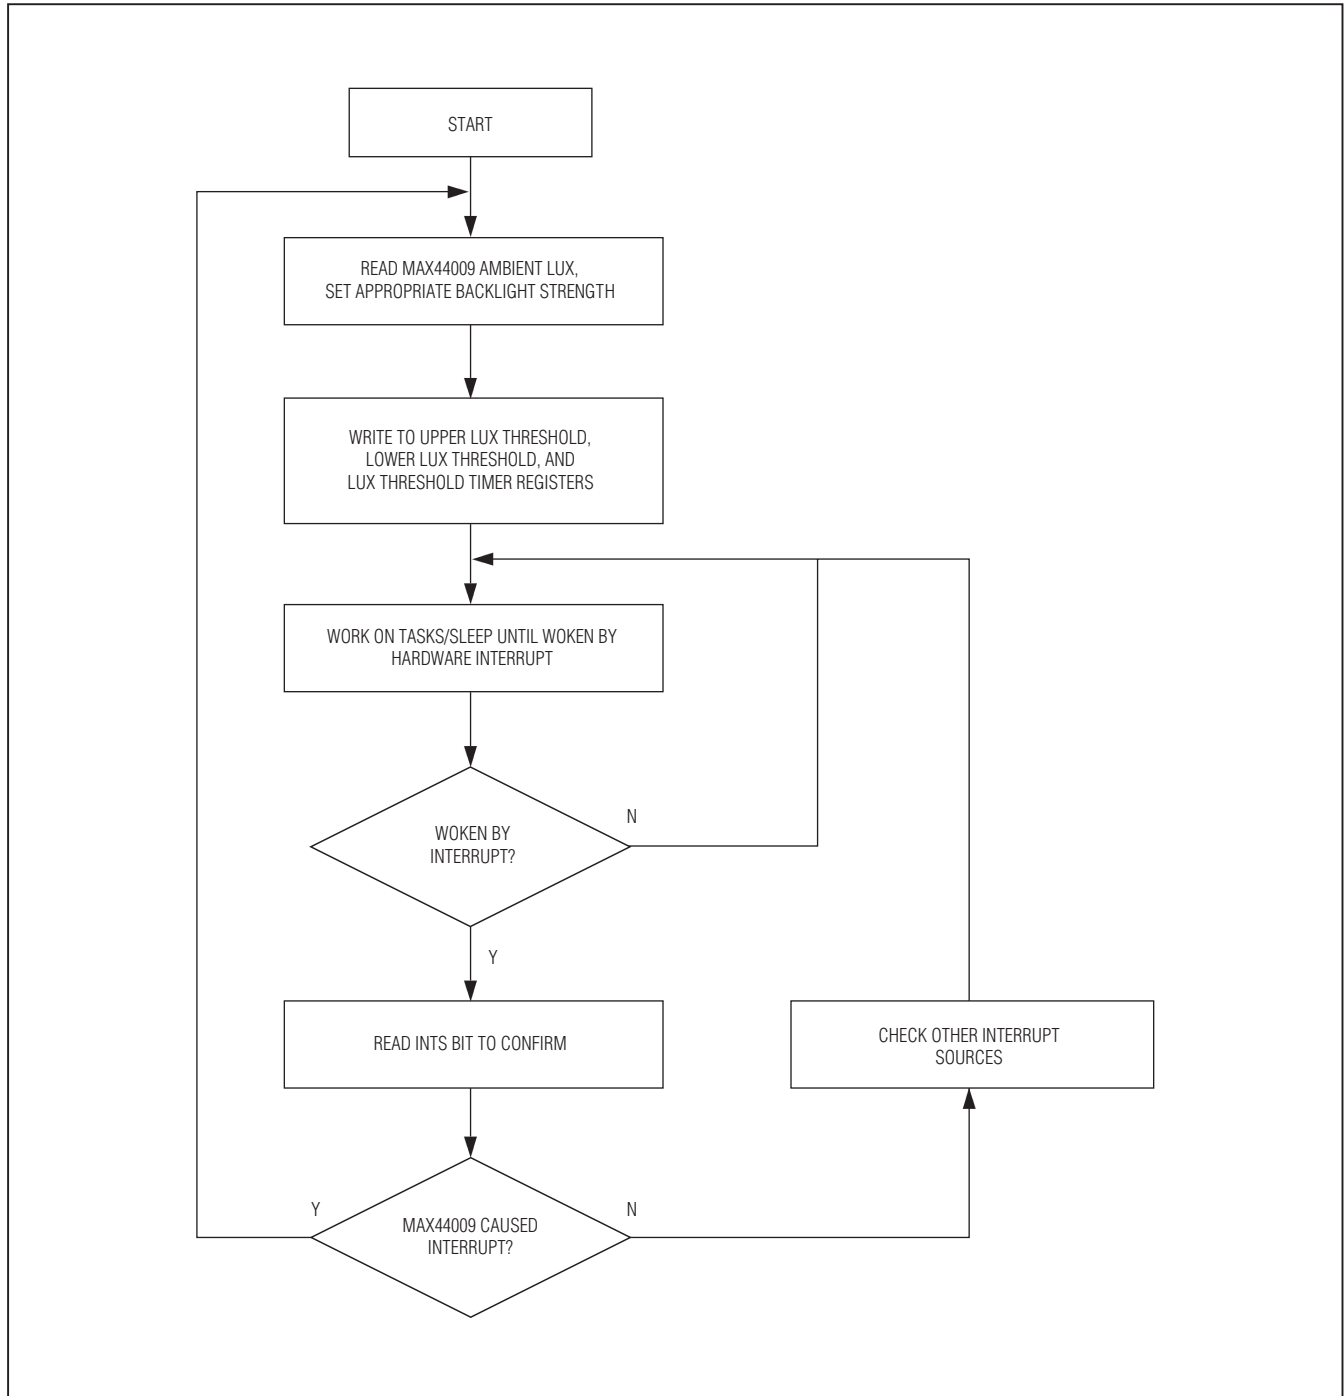 START
READ MAX44009 AMBIENT LUX,
SET APPROPRIATE BACKLIGHT STRENGTH
WRITE TO UPPER LUX THRESHOLD,
LOWER LUX THRESHOLD, AND
LUX THRESHOLD TIMER REGISTERS
WORK ON TASKS/SLEEP UNTIL WOKEN BY
HARDWARE INTERRUPT
WOKEN BY
INTERRUPT?
N
Y
READ INTS BIT TO CONFIRM
CHECK OTHER INTERRUPT
SOURCES
Y
MAX44009 CAUSED
INTERRUPT?
N